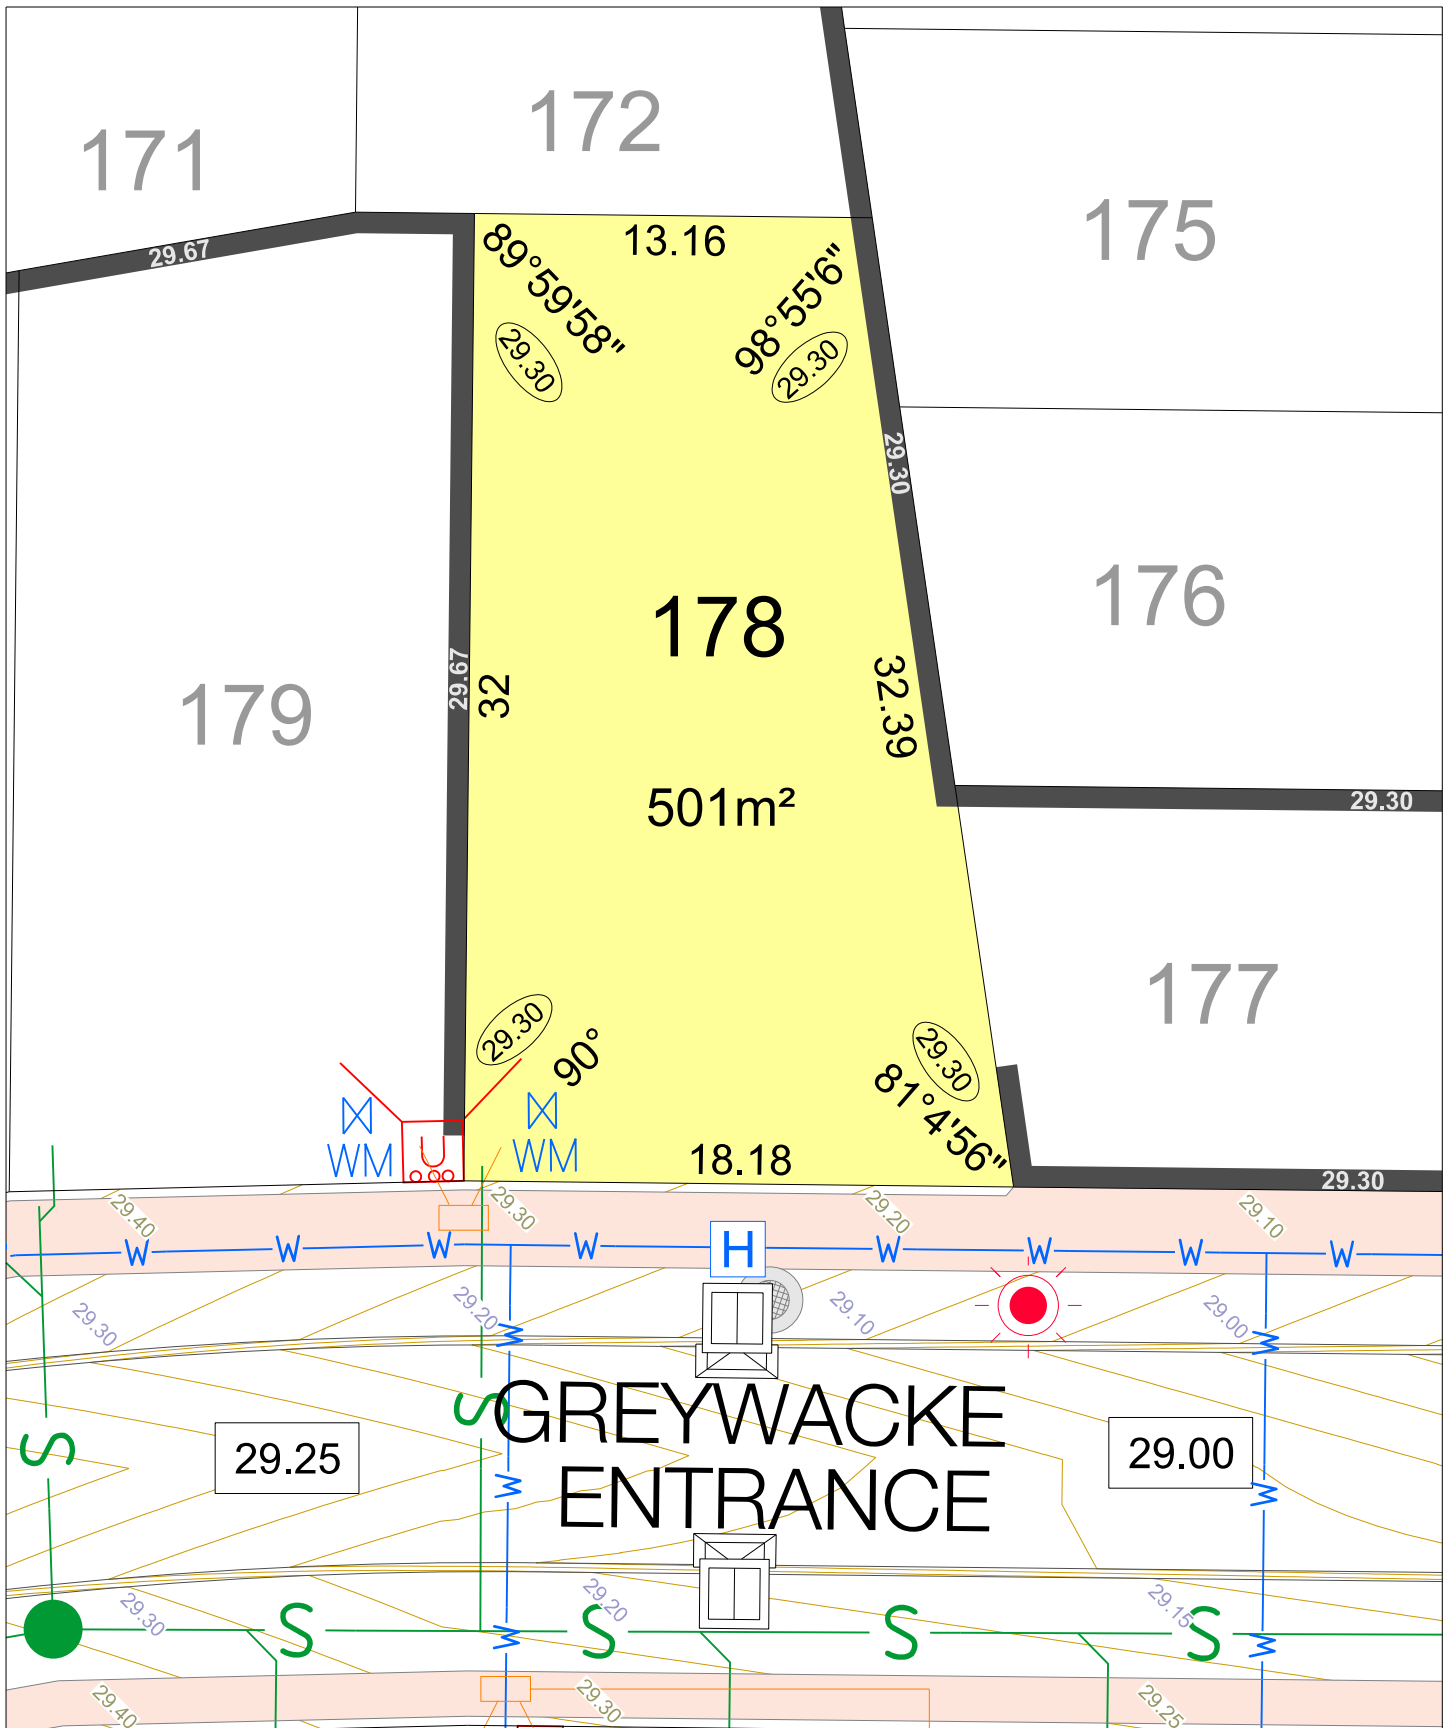 171
172
175
29.67
13.16
89°59'58"
98°55'6"
29.30
29.30
29.30
176
178
179
29.67
32
32.39
501m²
29.30
177
29.30
90°
29.30
81°4'56"
WM
U
WM
18.18
29.30
29.40
29.30
29.20
29.10
W
W
W
W
H
W
W
W
W
29.30
29.20
29.10
29.00
W
W
S
S
GREYWACKE
29.25
29.00
W
W
ENTRANCE
29.30
29.20
29.15
S
S
S
S
W
W
29.40
29.30
29.25